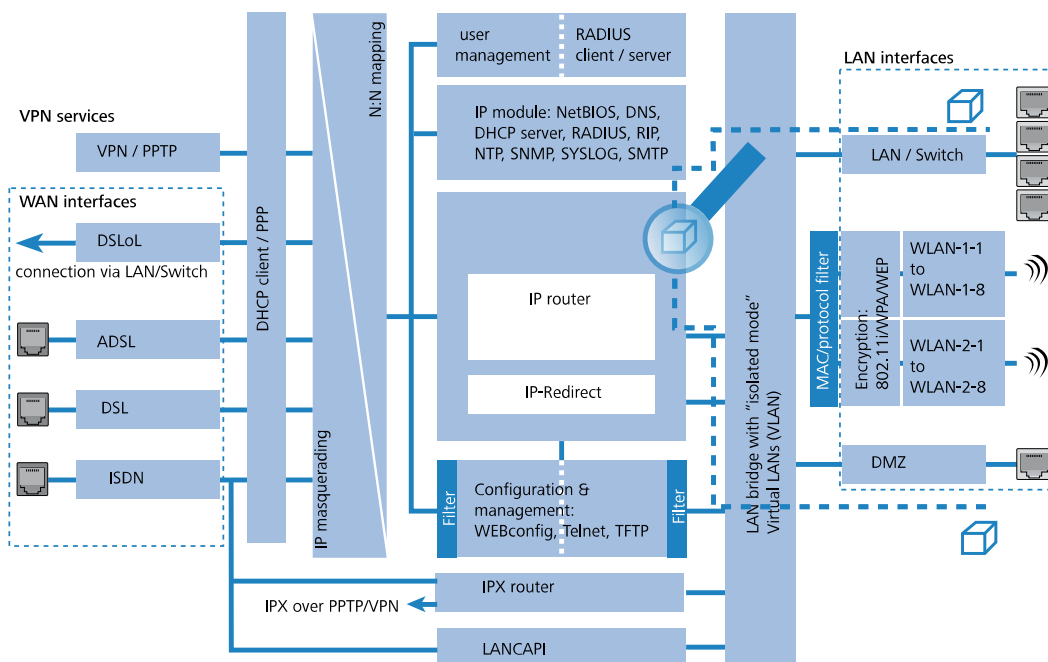 VPN services
VPN / PPTP
WAN interfaces
DSLoL
connection via LAN/Switch
ADSL
DSL
ISDN
DHCP client / PPP
IP masquerading
N:N mapping
user
management
RADIUS
client / server
IP module: NetBIOS, DNS,
DHCP server, RADIUS, RIP,
NTP, SNMP, SYSLOG, SMTP
IP router
IP-Redirect
Filter
Configuration &
management:
WEBconfig, Telnet, TFTP
Filter
IPX router
IPX over PPTP/VPN
LANCAPI
LAN bridge with “isolated mode”
Virtual LANs (VLAN)
LAN interfaces
LAN / Switch
MAC/protocol filter
Encryption:
802.11i/WPA/WEP
WLAN-1-1
to
WLAN-1-8
WLAN-2-1
to
WLAN-2-8
DMZ